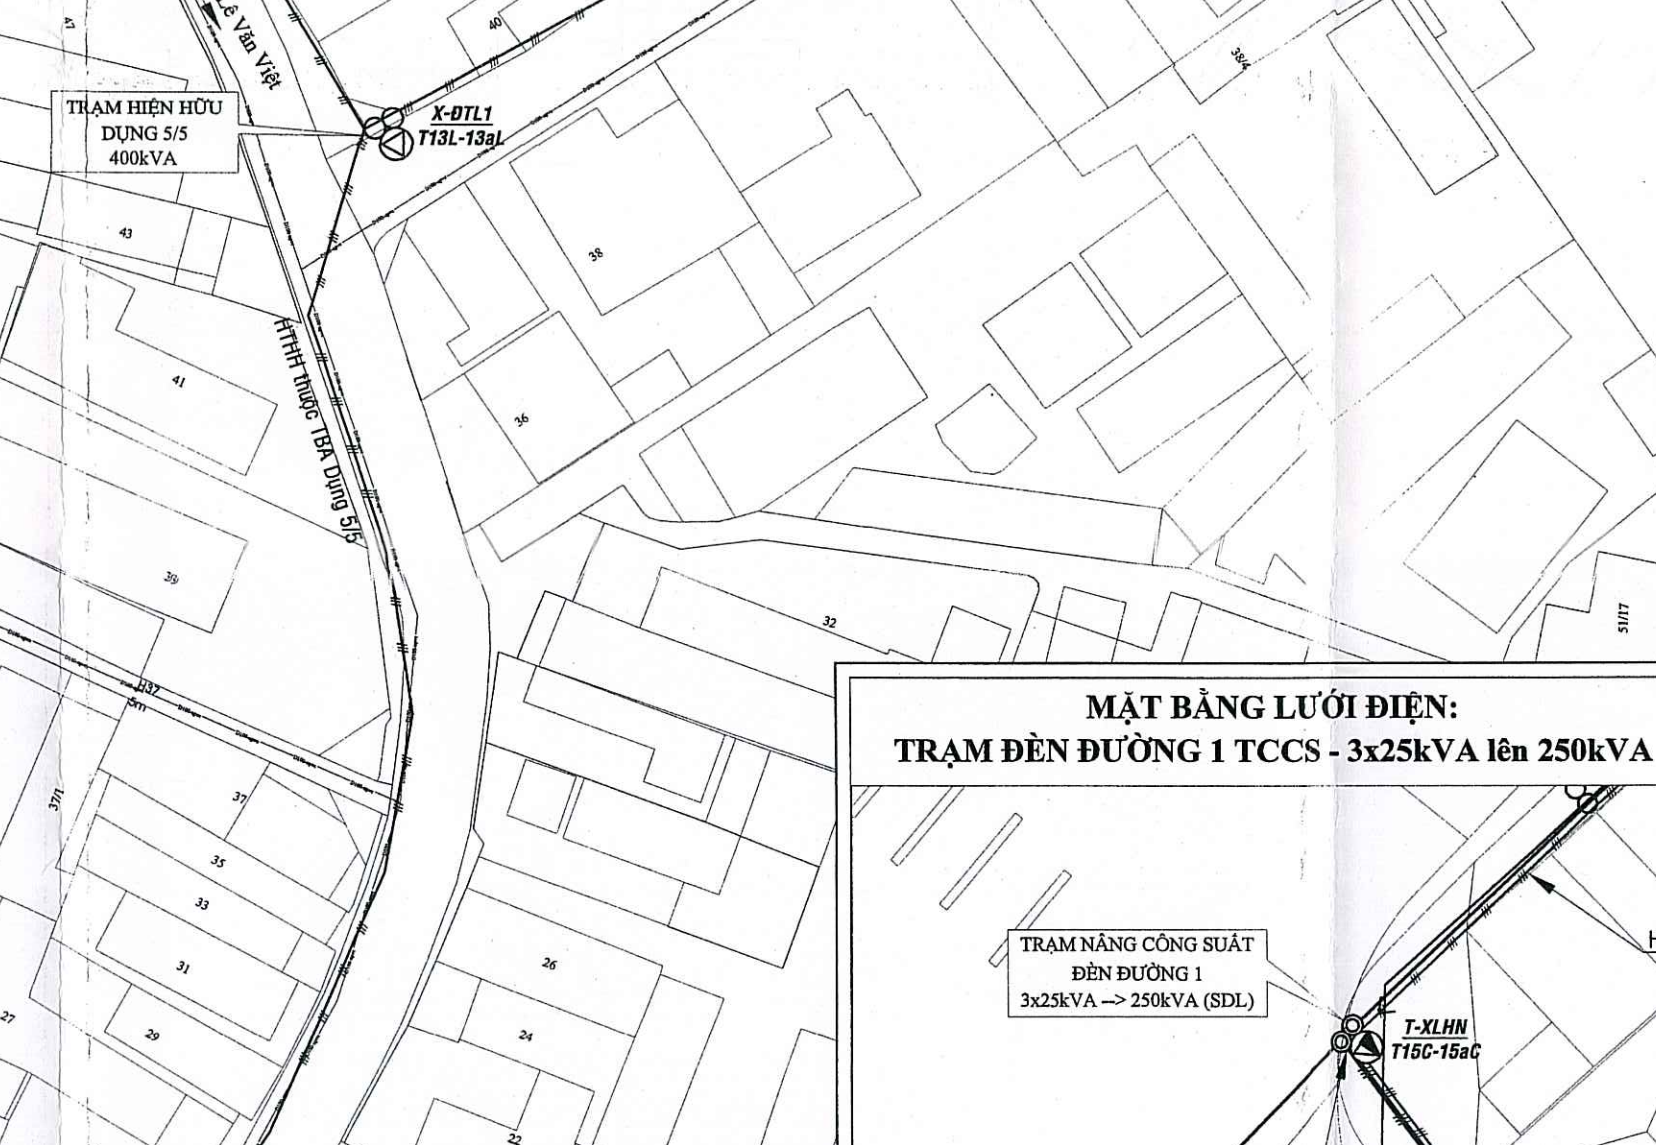 47
Lê Văn Việt
40
38/4
TRẠM HIỆN HỮU
DỤNG 5/5
400kVA
X-ĐTL1
T13L-13aL
43
38
HTHH thuộc TBA Dụng 5/5
41
36
39
32
51/17
H37
5m
37/1
37
35
33
31
29
27
26
24
22
MẶT BẰNG LƯỚI ĐIỆN:
TRẠM ĐÈN ĐƯỜNG 1 TCCS - 3x25kVA lên 250kVA
TRẠM NÂNG CÔNG SUẤT
ĐÈN ĐƯỜNG 1
3x25kVA --> 250kVA (SDL)
H
T-XLHN
T15C-15aC